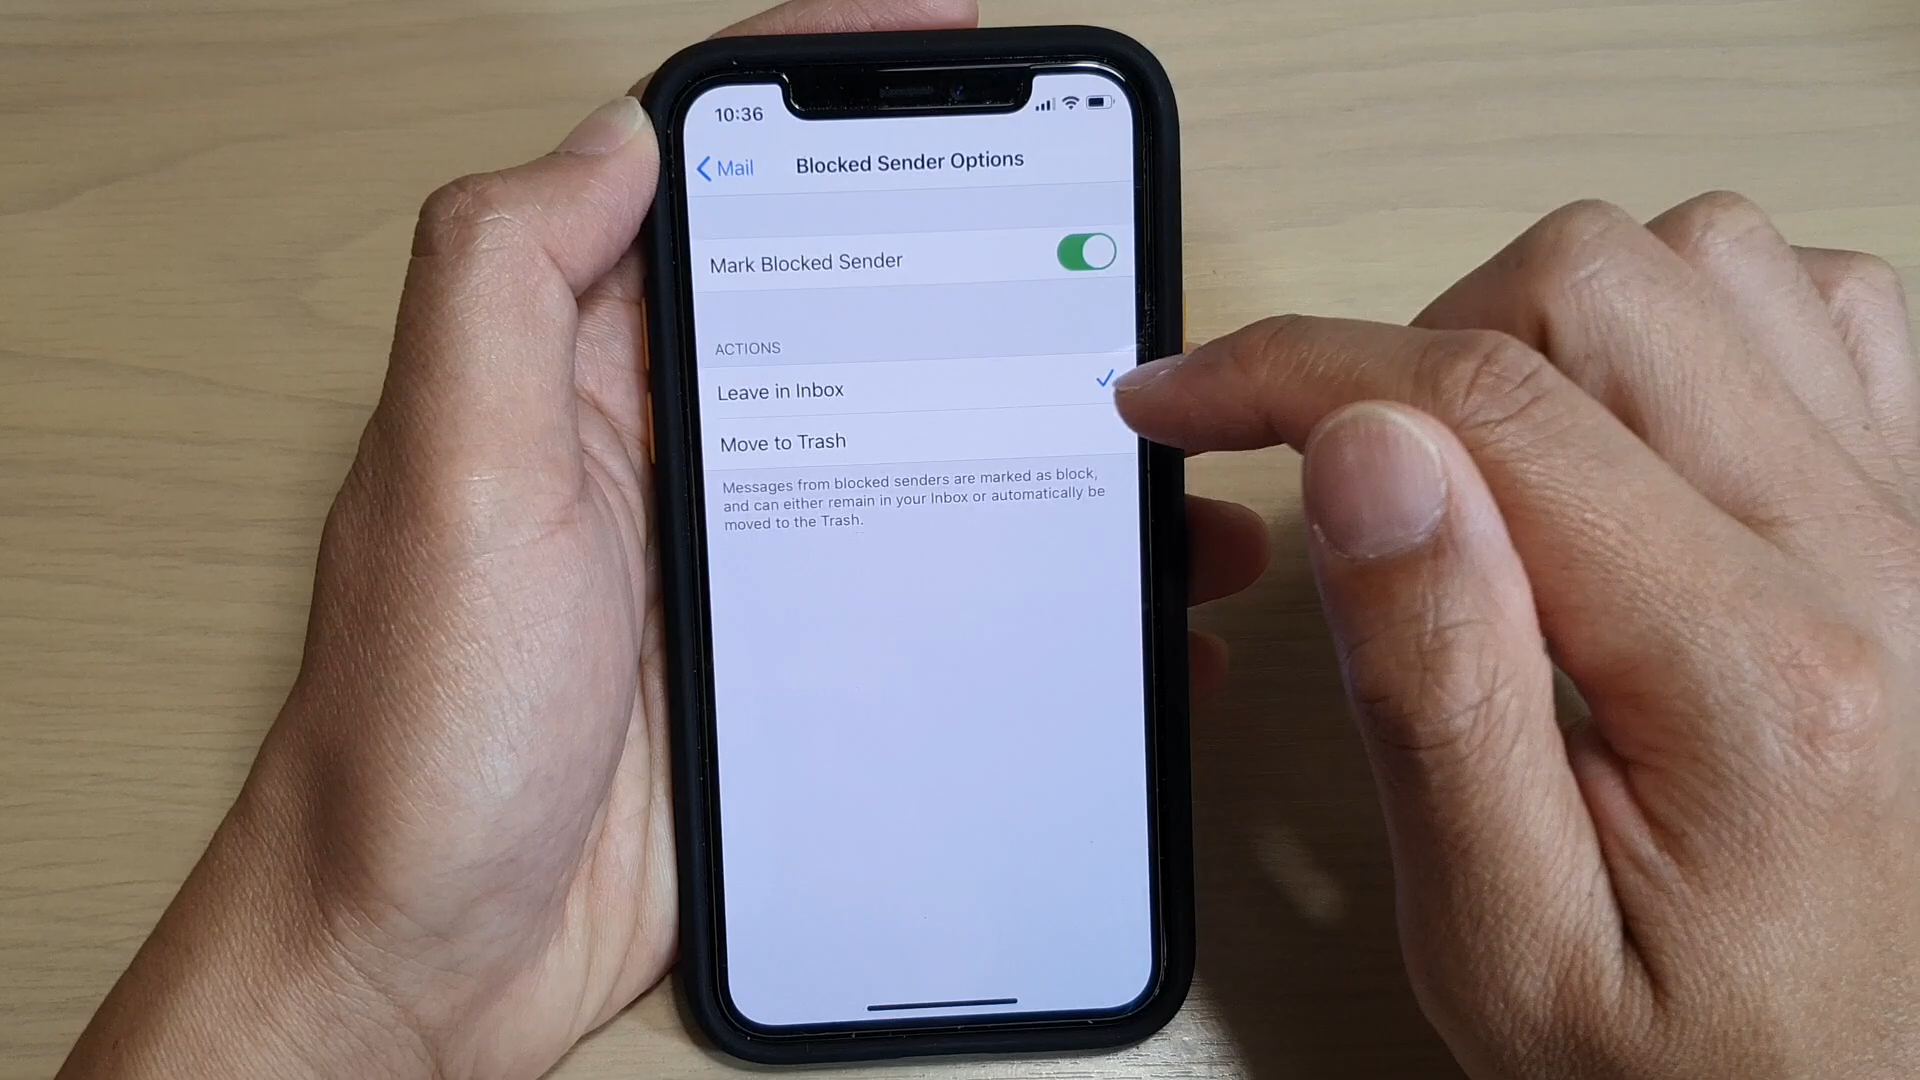 10:36
Mail
Blocked Sender Options
Mark Blocked Sender
ACTIONS
Leave in Inbox
Move to Trash
Messages from blocked senders are marked as block,
and can either remain in your Inbox or automatically be
moved to the Trash.